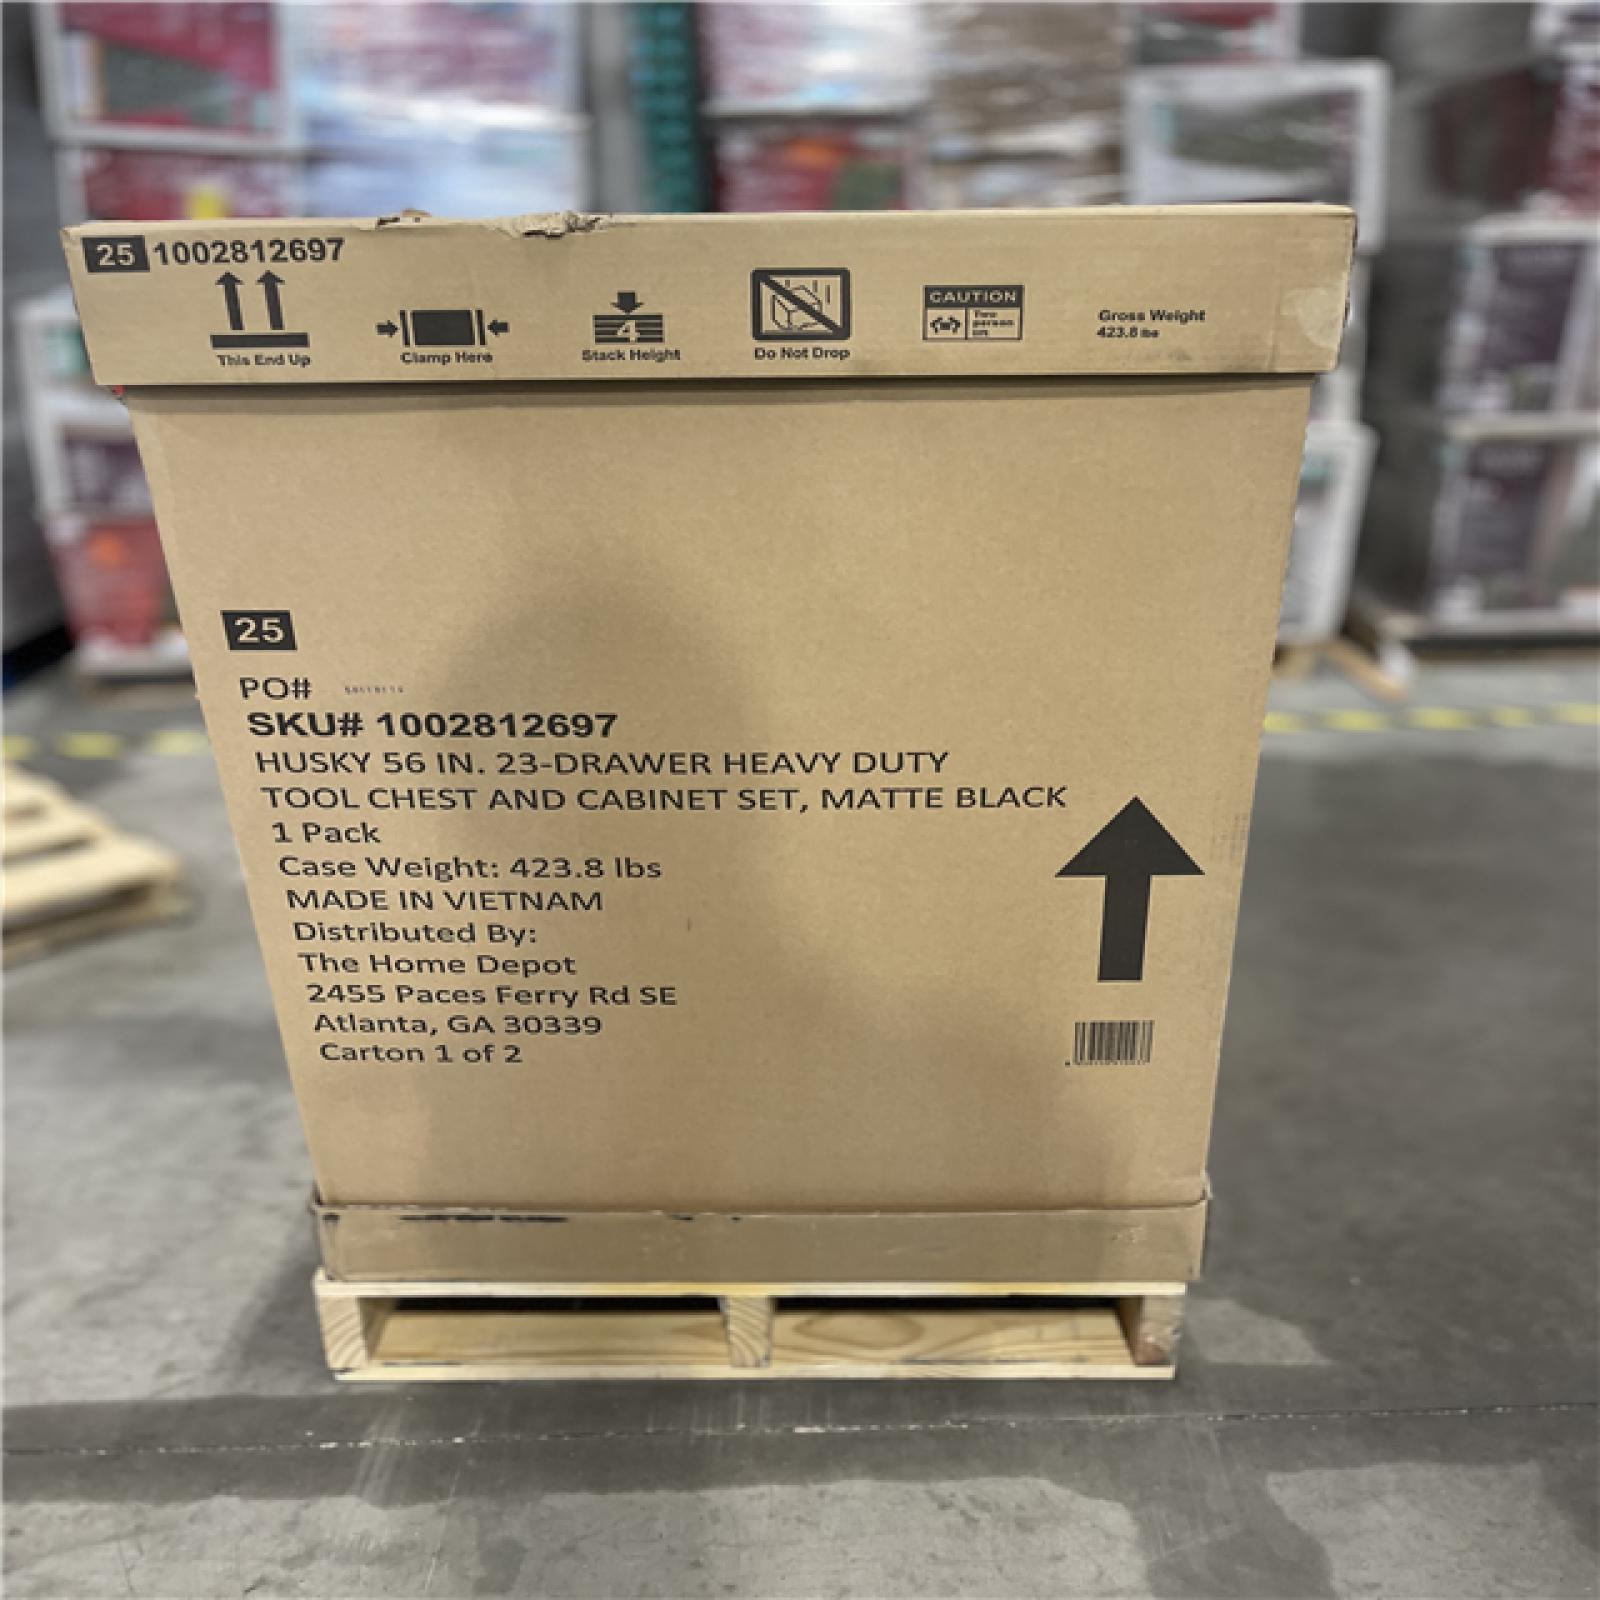 25 1002812697
This End Up
Clamp Here
4
Stack Height
Do Not Drop
CAUTION
Two
person
Gross Weight
423.8 lbs
25
PO#
SKU# 1002812697
HUSKY 56 IN. 23-DRAWER HEAVY DUTY
TOOL CHEST AND CABINET SET, MATTE BLACK
1 Pack
Case Weight: 423.8 lbs
MADE IN VIETNAM
Distributed By:
The Home Depot
2455 Paces Ferry Rd SE
Atlanta, GA 30339
Carton 1 of 2